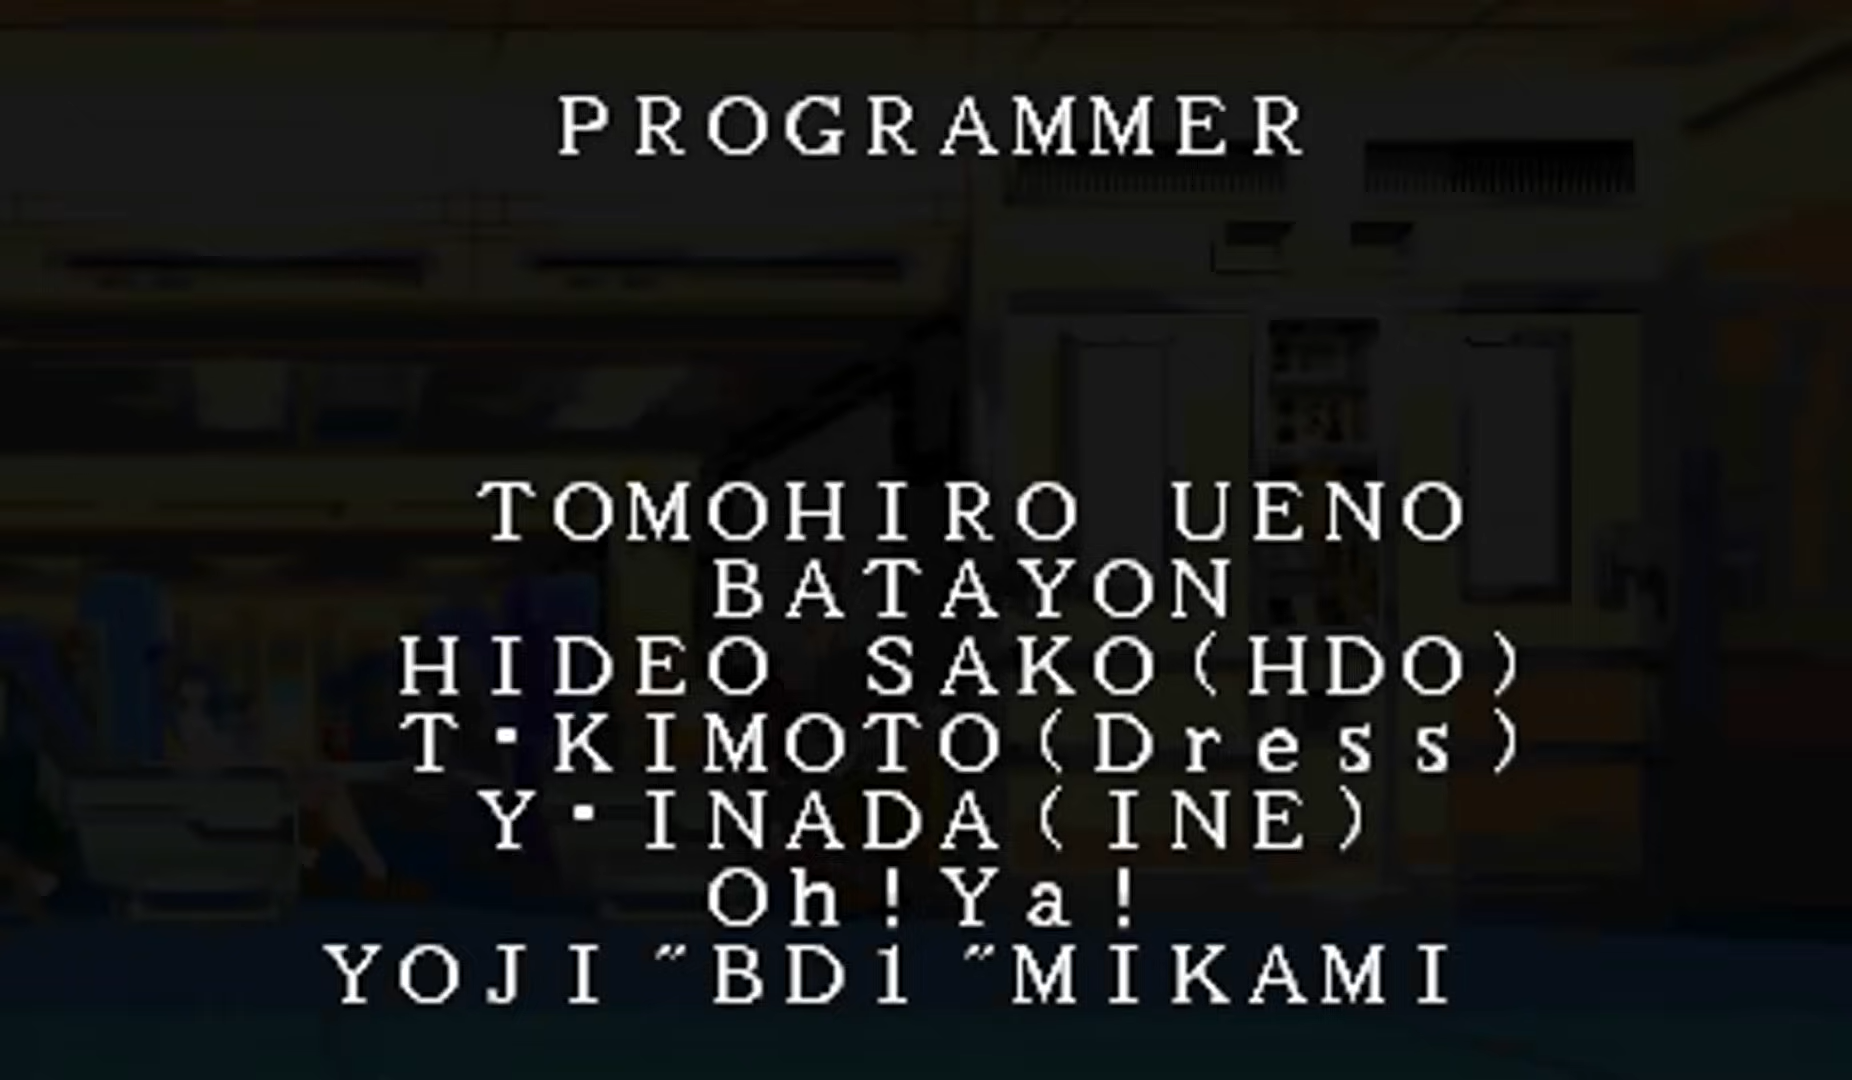 PROGRAMMER
TOMOHIRO UENO
BATAYON
HIDEO SAKO(HDO)
T・KIMOTO(Dress)
Y・INADA(INE)
Oh!Ya!
YOJI ″BD1 ″MIKAMI